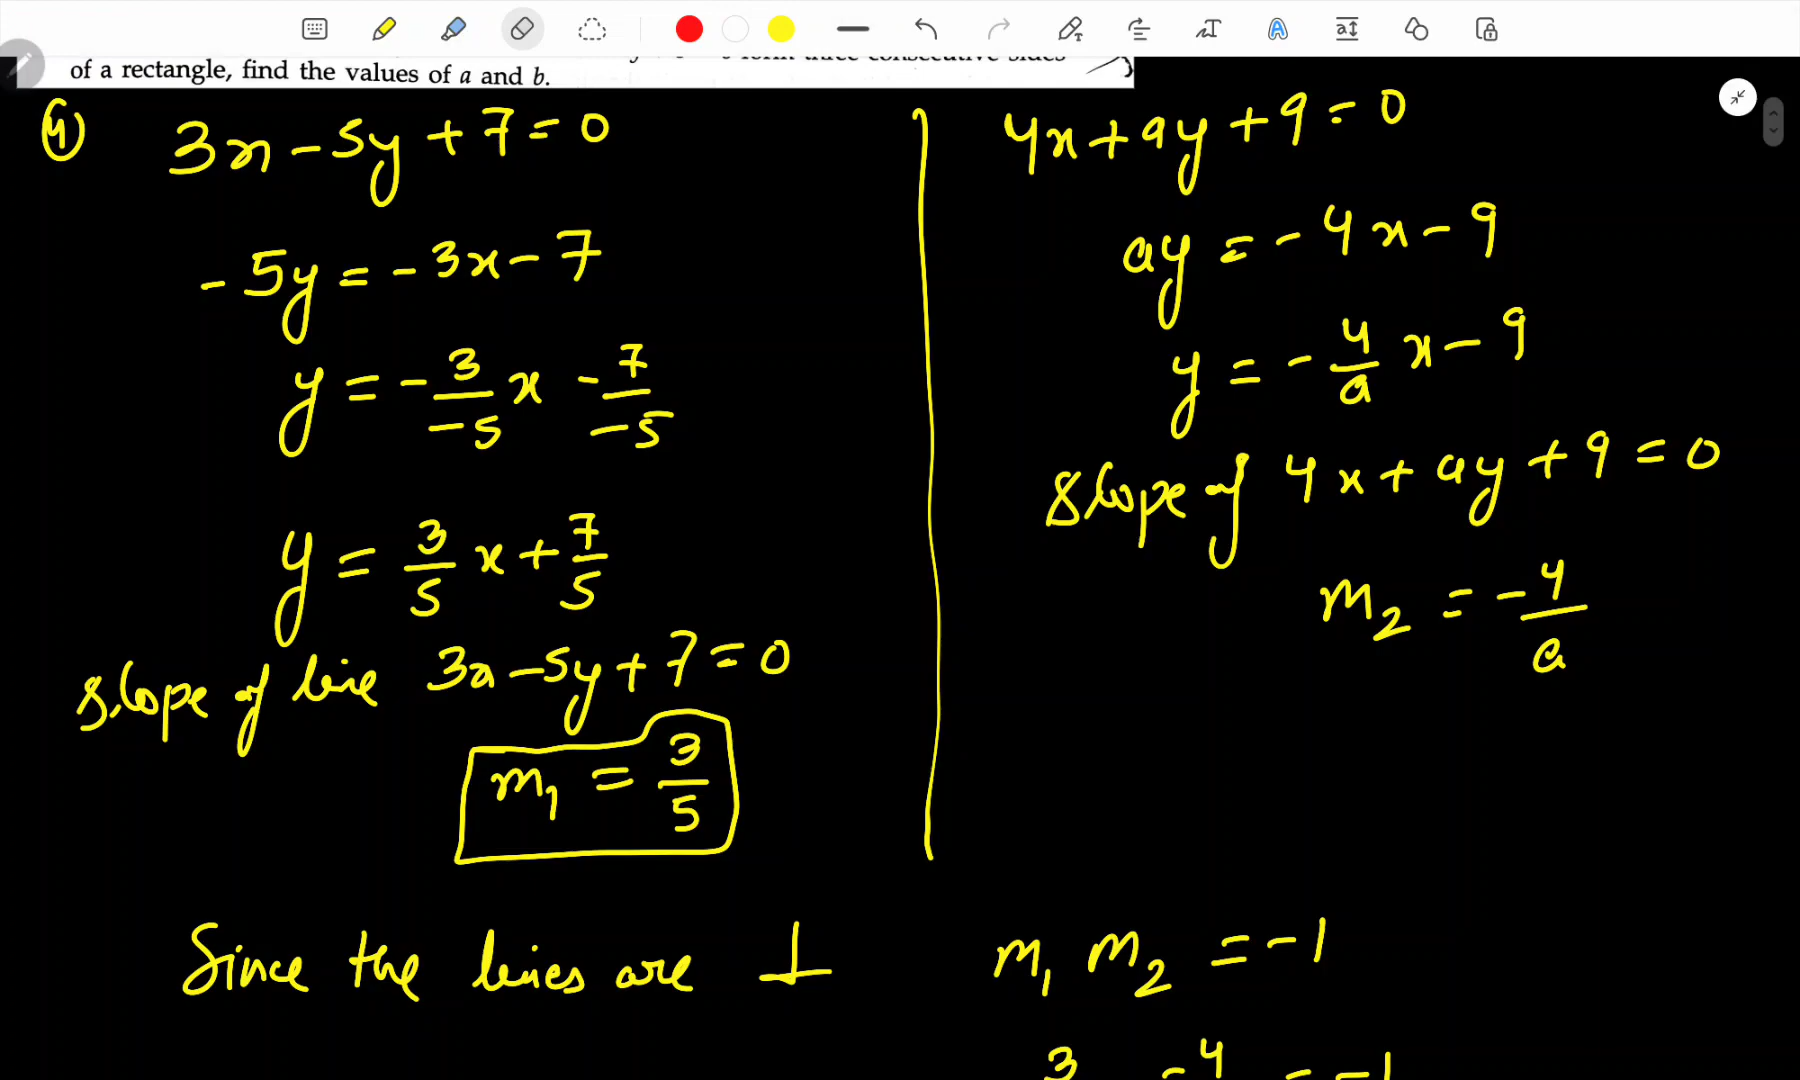 of a rectangle, find the values of a and b.
4) 3x - 5y + 7 = 0
-5y = -3x - 7
y = -3/-5 x - 7/-5
y = 3/5 x + 7/5
slope of line 3x - 5y + 7 = 0
m1 = 3/5
4x + ay + 9 = 0
ay = -4x - 9
y = -4/a x - 9
slope of 4x + ay + 9 = 0
m2 = -4/a
Since the lines are ⊥ m1 m2 = -1
3 -4 = -1